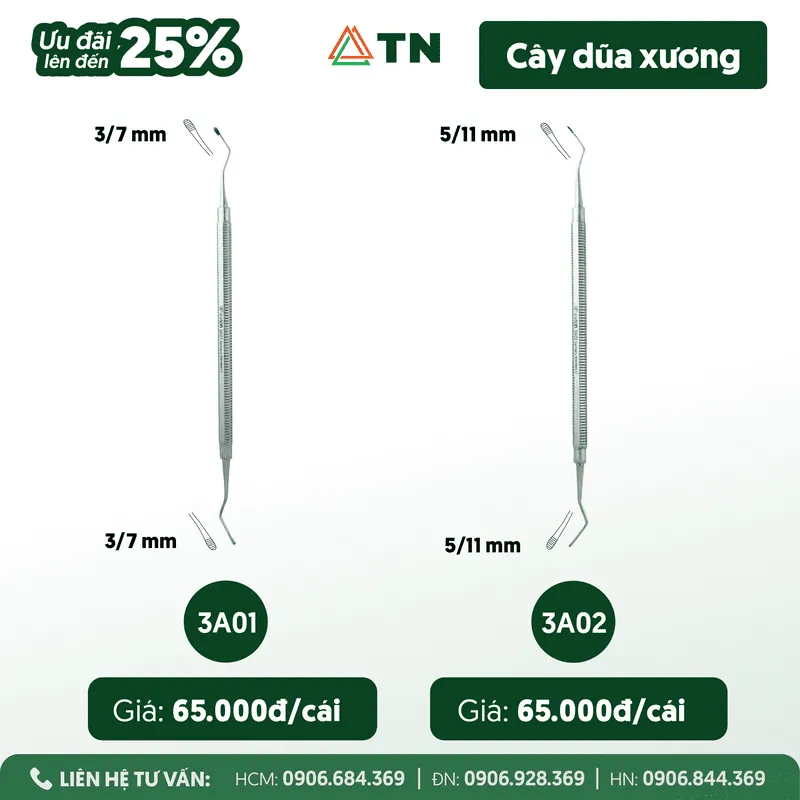 Ưu đãi
lên đến 25%
TN
Cây dũa xương
3/7 mm
5/11 mm
3/7 mm
5/11 mm
3A01
3A02
Giá: 65.000đ/cái
Giá: 65.000đ/cái
LIÊN HỆ TƯ VẤN: HCM: 0906.684.369 | ĐN: 0906.928.369 | HN: 0906.844.369